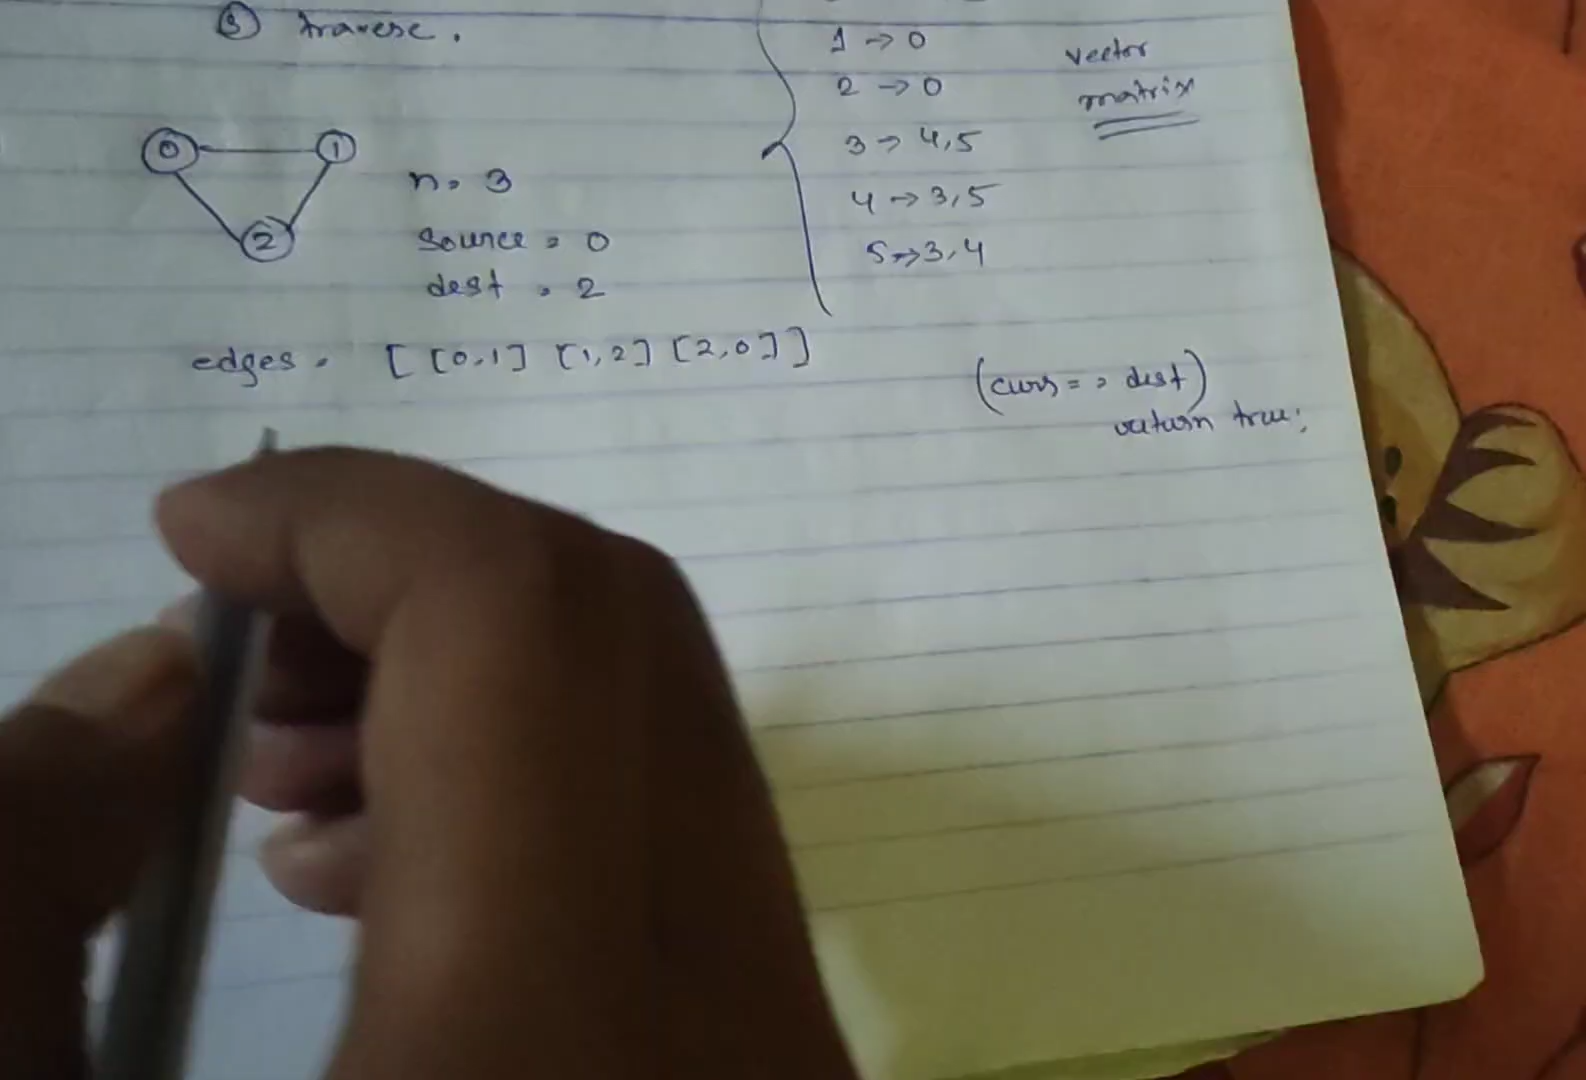 ③ traverse.
0 1
2
n = 3
source = 0
dest = 2
edges = [ [0,1] [1,2] [2,0] ]
1 → 0
2 → 0
3 → 4,5
4 → 3,5
5 → 3,4
vector
matrix
(curr == dest)
return true;